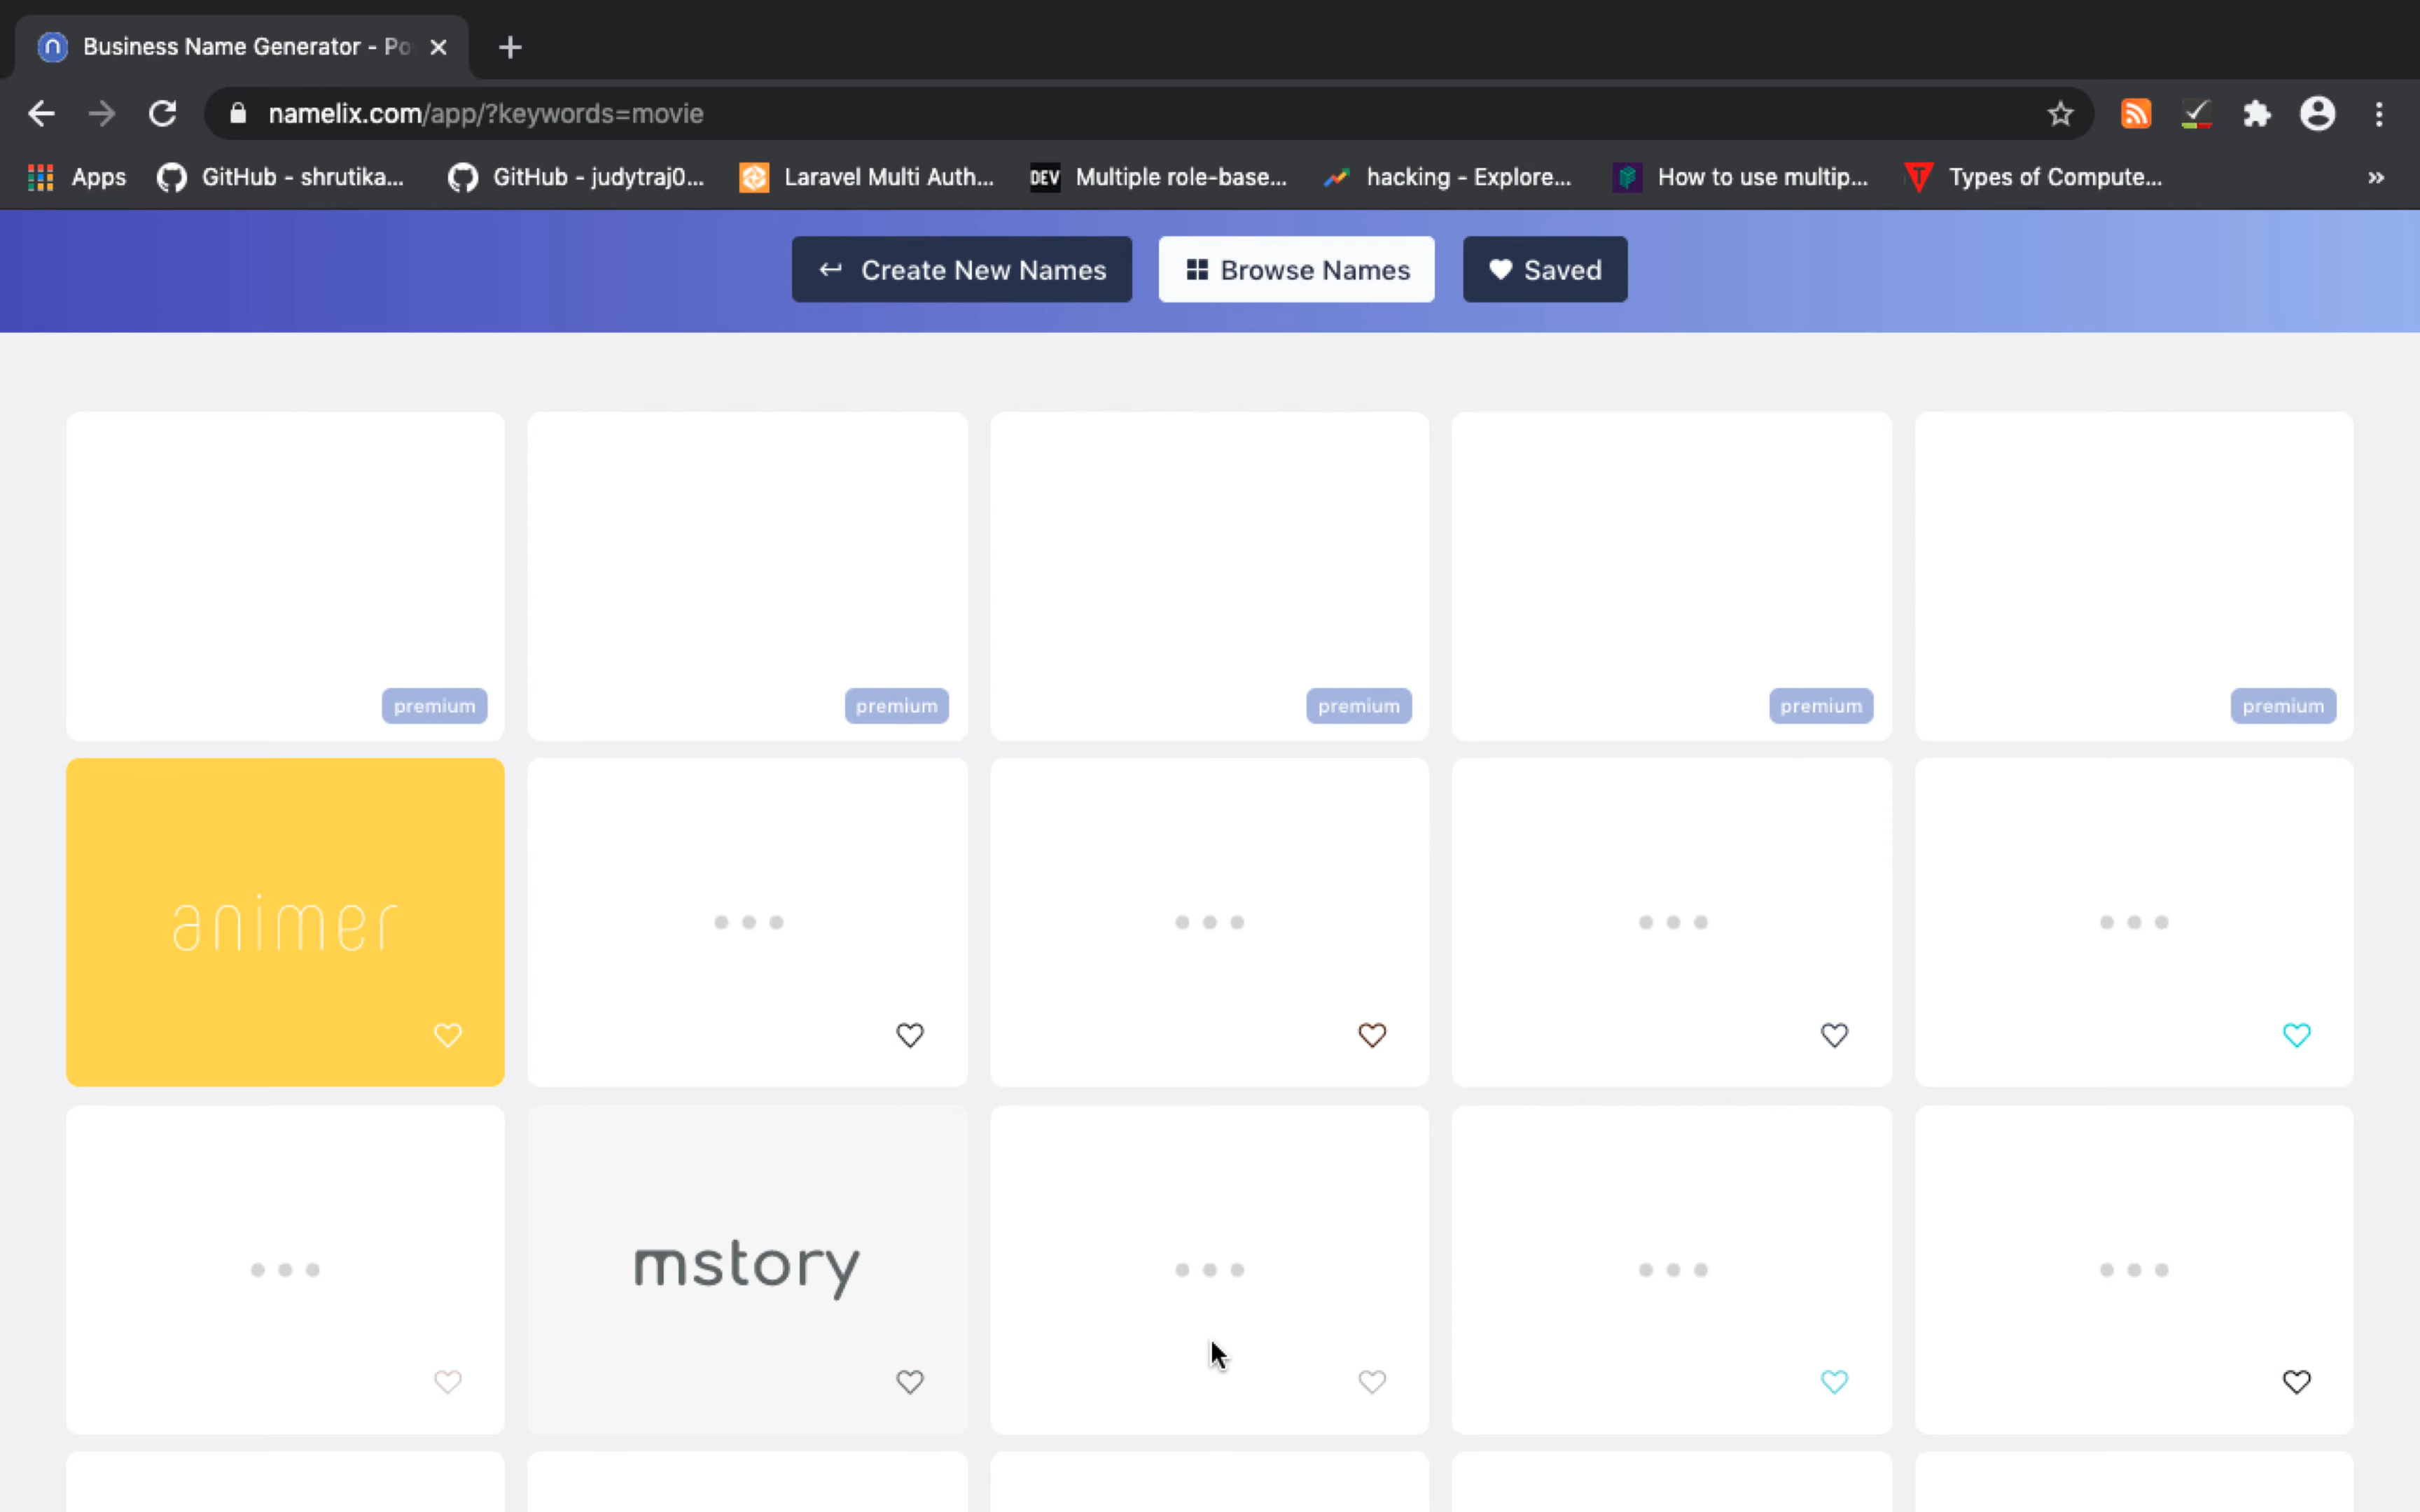 Business Name Generator - Po
namelix.com/app/?keywords=movie
Apps
GitHub - shrutika...
GitHub - judytraj0...
Laravel Multi Auth...
DEV
Multiple role-base...
hacking - Explore...
How to use multip...
T
Types of Compute...
Create New Names
Browse Names
Saved
premium
premium
premium
premium
premium
animer
mstory